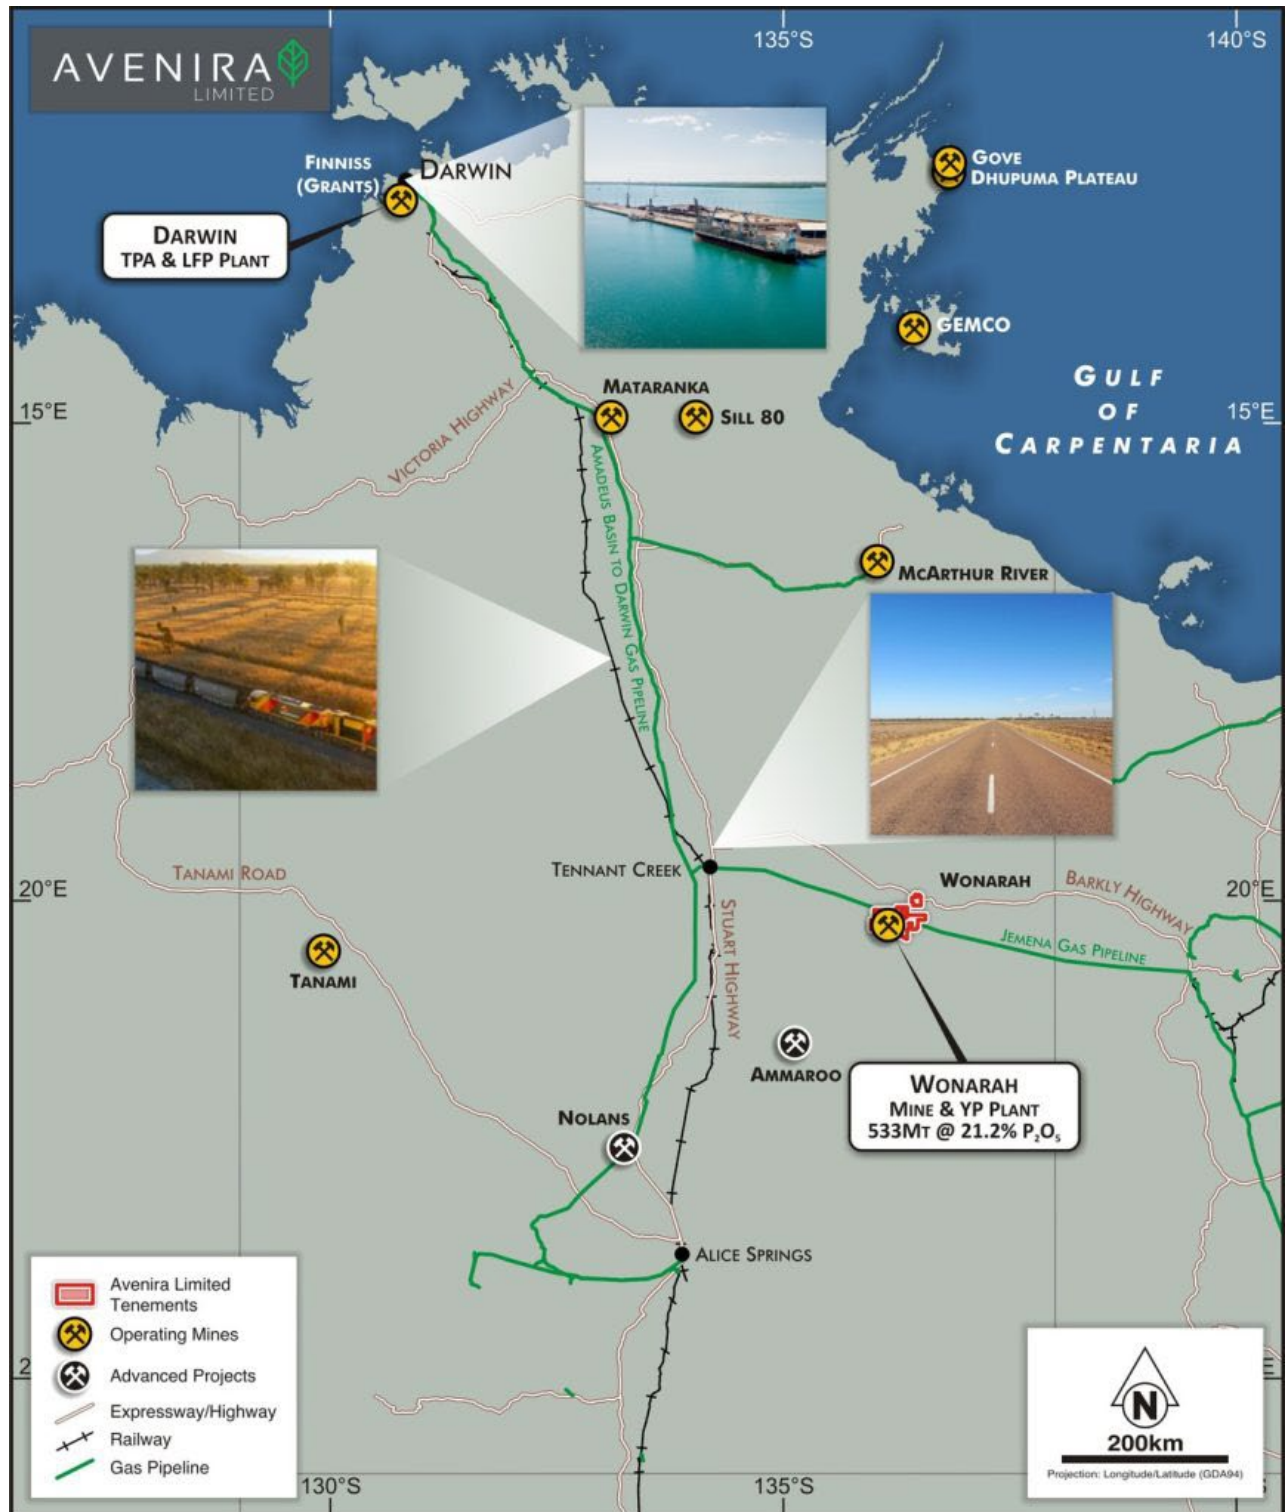 135°S
140°S
AVENIRA
LIMITED
FINNISS
(GRANTS)
DARWIN
GOVE
DHUPUMA PLATEAU
DARWIN
TPA & LFP PLANT
GEMCO
GULF
OF
CARPENTARIA
MATARANKA
SILL 80
15°E
15°E
VICTORIA HIGHWAY
AMADEUS BASIN TO DARWIN GAS PIPELINE
MCARTHUR RIVER
TENNANT CREEK
TANAMI ROAD
20°E
20°E
WONARAH
BARKLY HIGHWAY
STUART HIGHWAY
JEMENA GAS PIPELINE
TANAMI
AMMAROO
WONARAH
MINE & YP PLANT
533MT @ 21.2% P₂O₅
NOLANS
ALICE SPRINGS
Avenira Limited
Tenements
Operating Mines
Advanced Projects
Expressway/Highway
Railway
Gas Pipeline
N
200km
Projection: Longitude/Latitude (GDA94)
130°S
135°S